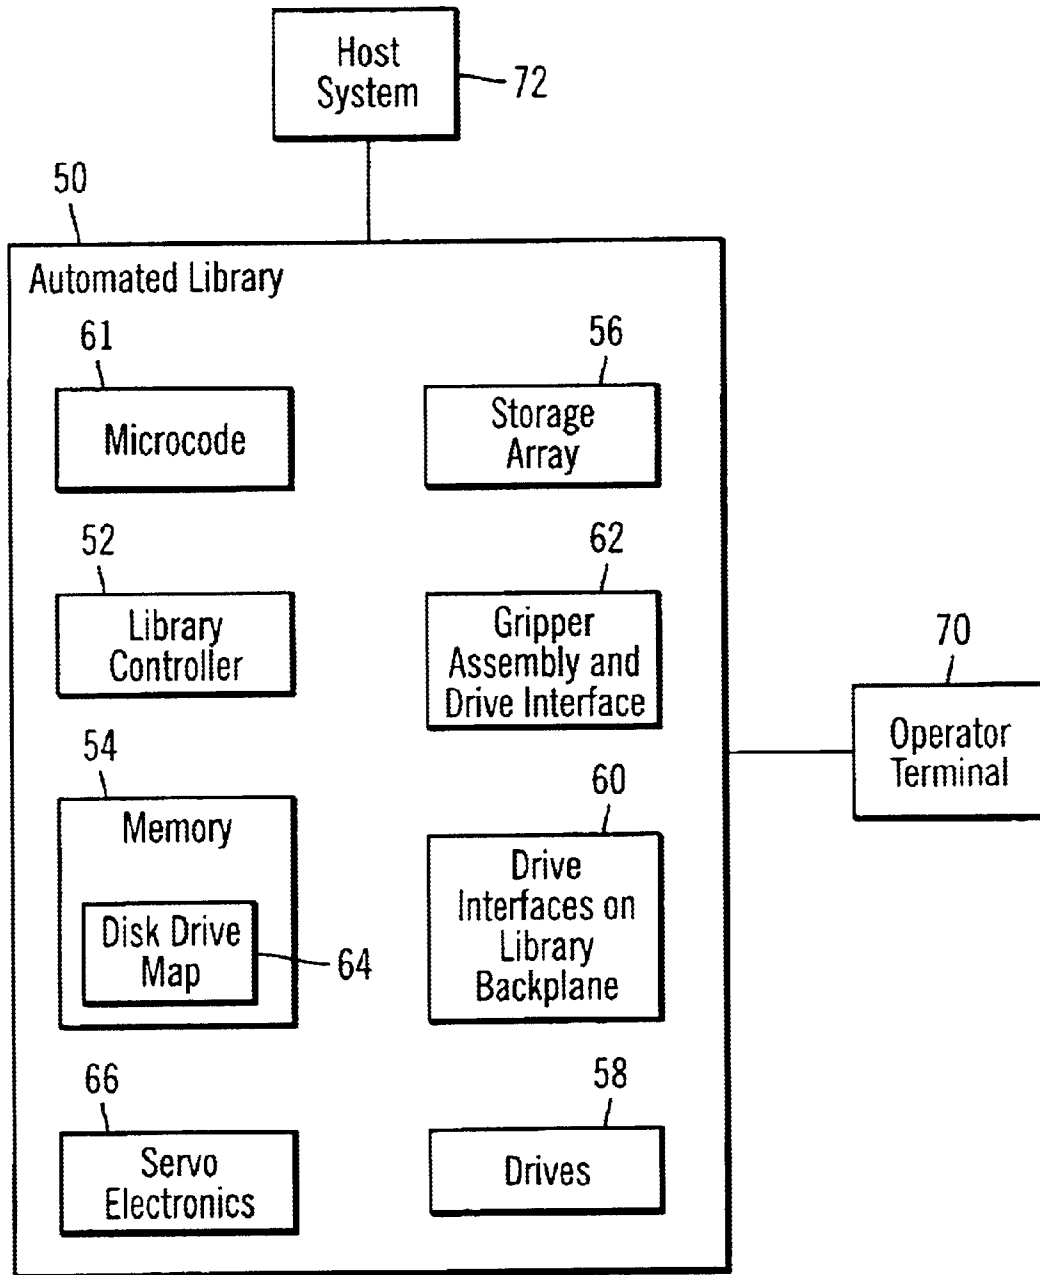 Host
System
72
50
Automated Library
61
Microcode
56
Storage
Array
52
Library
Controller
62
Gripper
Assembly and
Drive Interface
70
Operator
Terminal
54
Memory
Disk Drive
Map
64
60
Drive
Interfaces on
Library
Backplane
66
Servo
Electronics
58
Drives